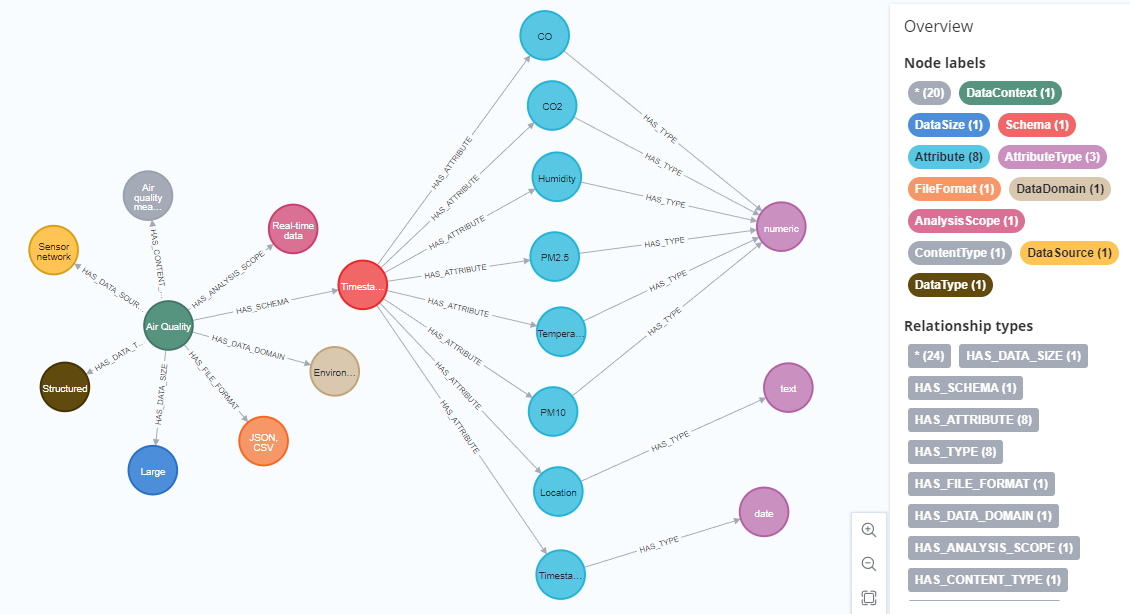 CO
CO2
Humidity
PM2.5
Tempera...
PM10
Location
Timesta...
numeric
text
date
Timesta...
Real-time
data
Air
quality
mea...
Sensor
network
Air Quality
Structured
Large
JSON,
CSV
Environ...
HAS_CONTENT_...
HAS_DATA_SOUR...
HAS_ANALYSIS_SCOPE
HAS_SCHEMA
HAS_DATA_DOMAIN
HAS_DATA_T...
HAS_DATA_SIZE
HAS_FILE_FORMAT
HAS_ATTRIBUTE
HAS_ATTRIBUTE
HAS_ATTRIBUTE
HAS_ATTRIBUTE
HAS_ATTRIBUTE
HAS_ATTRIBUTE
HAS_ATTRIBUTE
HAS_ATTRIBUTE
HAS_TYPE
HAS_TYPE
HAS_TYPE
HAS_TYPE
HAS_TYPE
HAS_TYPE
HAS_TYPE
HAS_TYPE
Overview
Node labels
* (20) DataContext (1)
DataSize (1) Schema (1)
Attribute (8) AttributeType (3)
FileFormat (1) DataDomain (1)
AnalysisScope (1)
ContentType (1) DataSource (1)
DataType (1)
Relationship types
* (24) HAS_DATA_SIZE (1)
HAS_SCHEMA (1)
HAS_ATTRIBUTE (8)
HAS_TYPE (8)
HAS_FILE_FORMAT (1)
HAS_DATA_DOMAIN (1)
HAS_ANALYSIS_SCOPE (1)
HAS_CONTENT_TYPE (1)